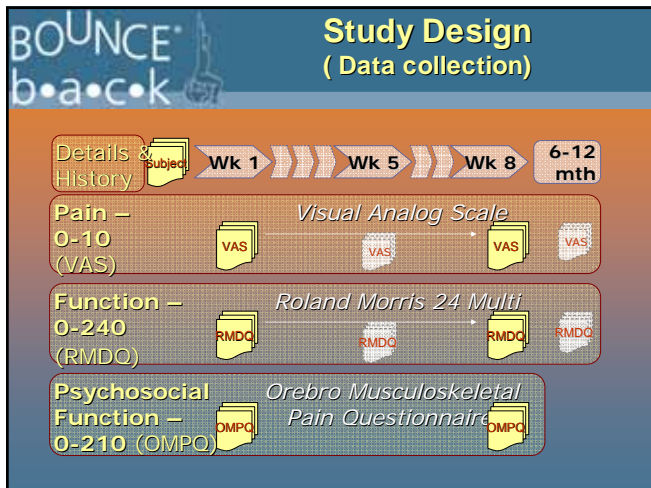 BOUNCE
b•a•c•k
Study Design
( Data collection)
Details &
History
Subject
Wk 1
Wk 5
Wk 8
6-12
mth
Pain –
0-10
(VAS)
Visual Analog Scale
VAS
VAS
VAS
VAS
Function –
0-240
(RMDQ)
Roland Morris 24 Multi
RMDQ
RMDQ
RMDQ
RMDQ
Psychosocial
Function –
0-210 (OMPQ)
Orebro Musculoskeletal
Pain Questionnaire
OMPQ
OMPQ